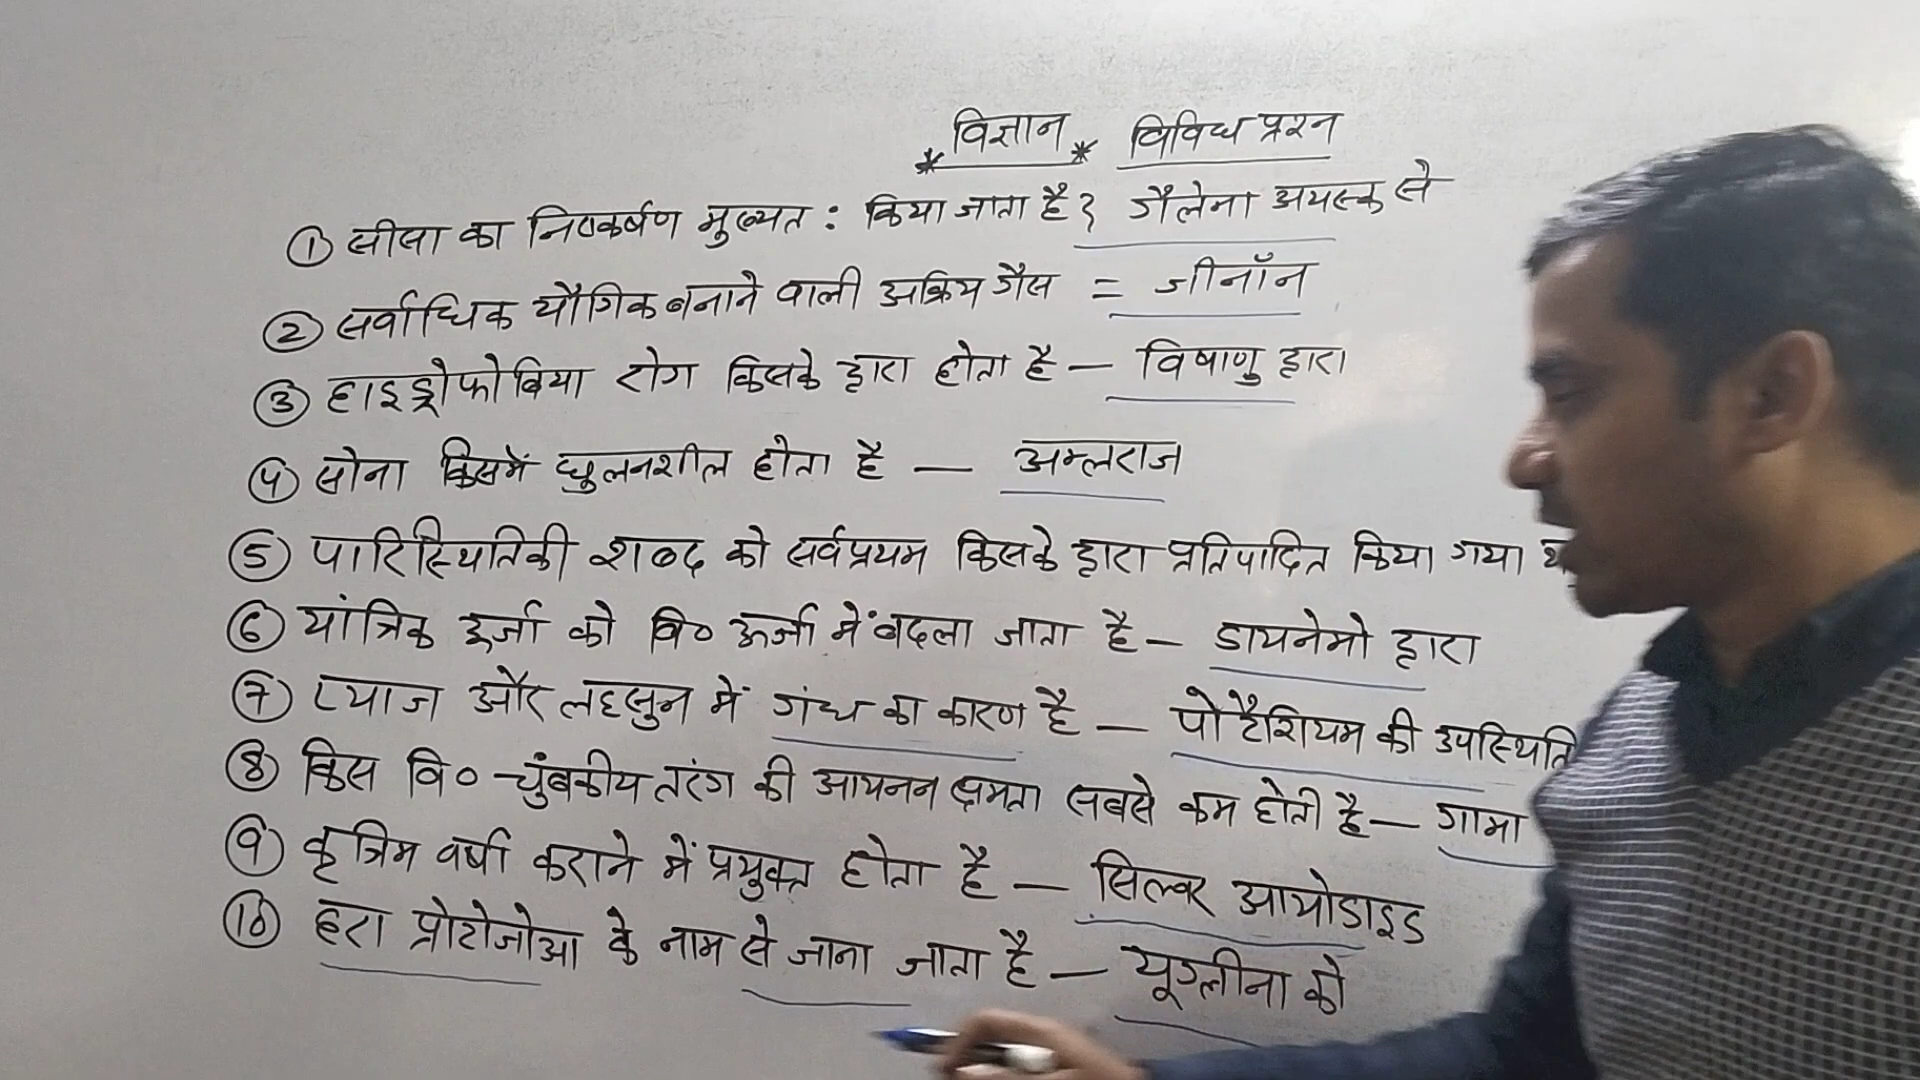 * विज्ञान * विविध प्रश्न
① सीसा का निष्कर्षण मुख्यत: किया जाता है? गैलेना अयस्क से
② सर्वाधिक यौगिक बनाने वाली अक्रिय गैस = जीनॉन
③ हाइड्रोफोबिया रोग किसके द्वारा होता है – विषाणु द्वारा
④ सोना किसमें घुलनशील होता है – अम्लराज
⑤ पारिस्थितिकी शब्द को सर्वप्रथम किसके द्वारा प्रतिपादित किया गया
⑥ यांत्रिक ऊर्जा को वि० ऊर्जा में बदला जाता है – डायनेमो द्वारा
⑦ प्याज और लहसुन में गंध का कारण है – पोटैशियम की उपस्थिति
⑧ किस वि० चुंबकीय तरंग की आयनन क्षमता सबसे कम होती है – गामा
⑨ कृत्रिम वर्षा कराने में प्रयुक्त होता है – सिल्वर आयोडाइड
⑩ हरा प्रोटोजोआ के नाम से जाना जाता है – यूग्लीना को